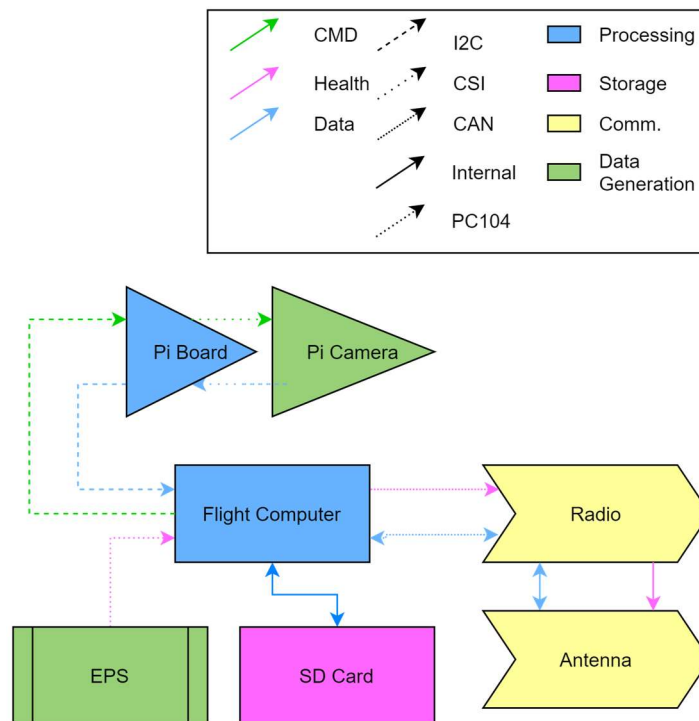 CMD
I2C
Processing
Health
CSI
Storage
Data
CAN
Comm.
Internal
Data
Generation
PC104
Pi Board
Pi Camera
Flight Computer
Radio
EPS
SD Card
Antenna